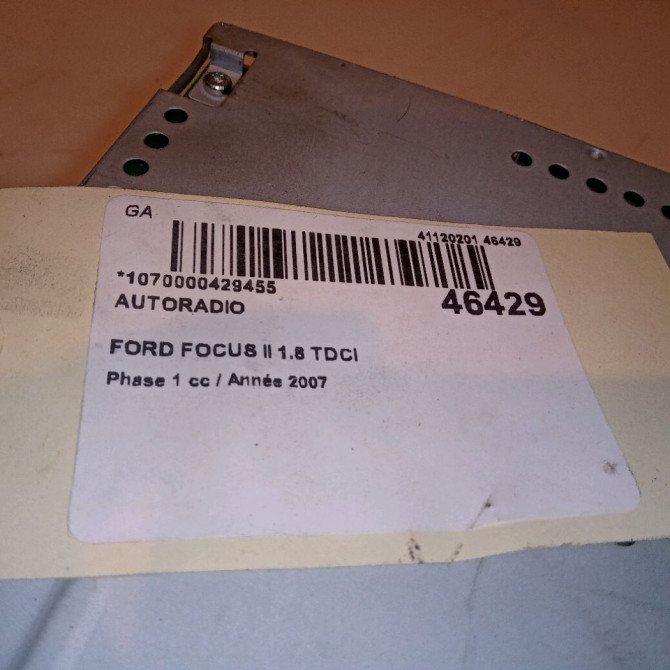 GA
41120201 46429
*1070000429455
46429
AUTORADIO
FORD FOCUS II 1.8 TDCI
Phase 1 cc / Année 2007